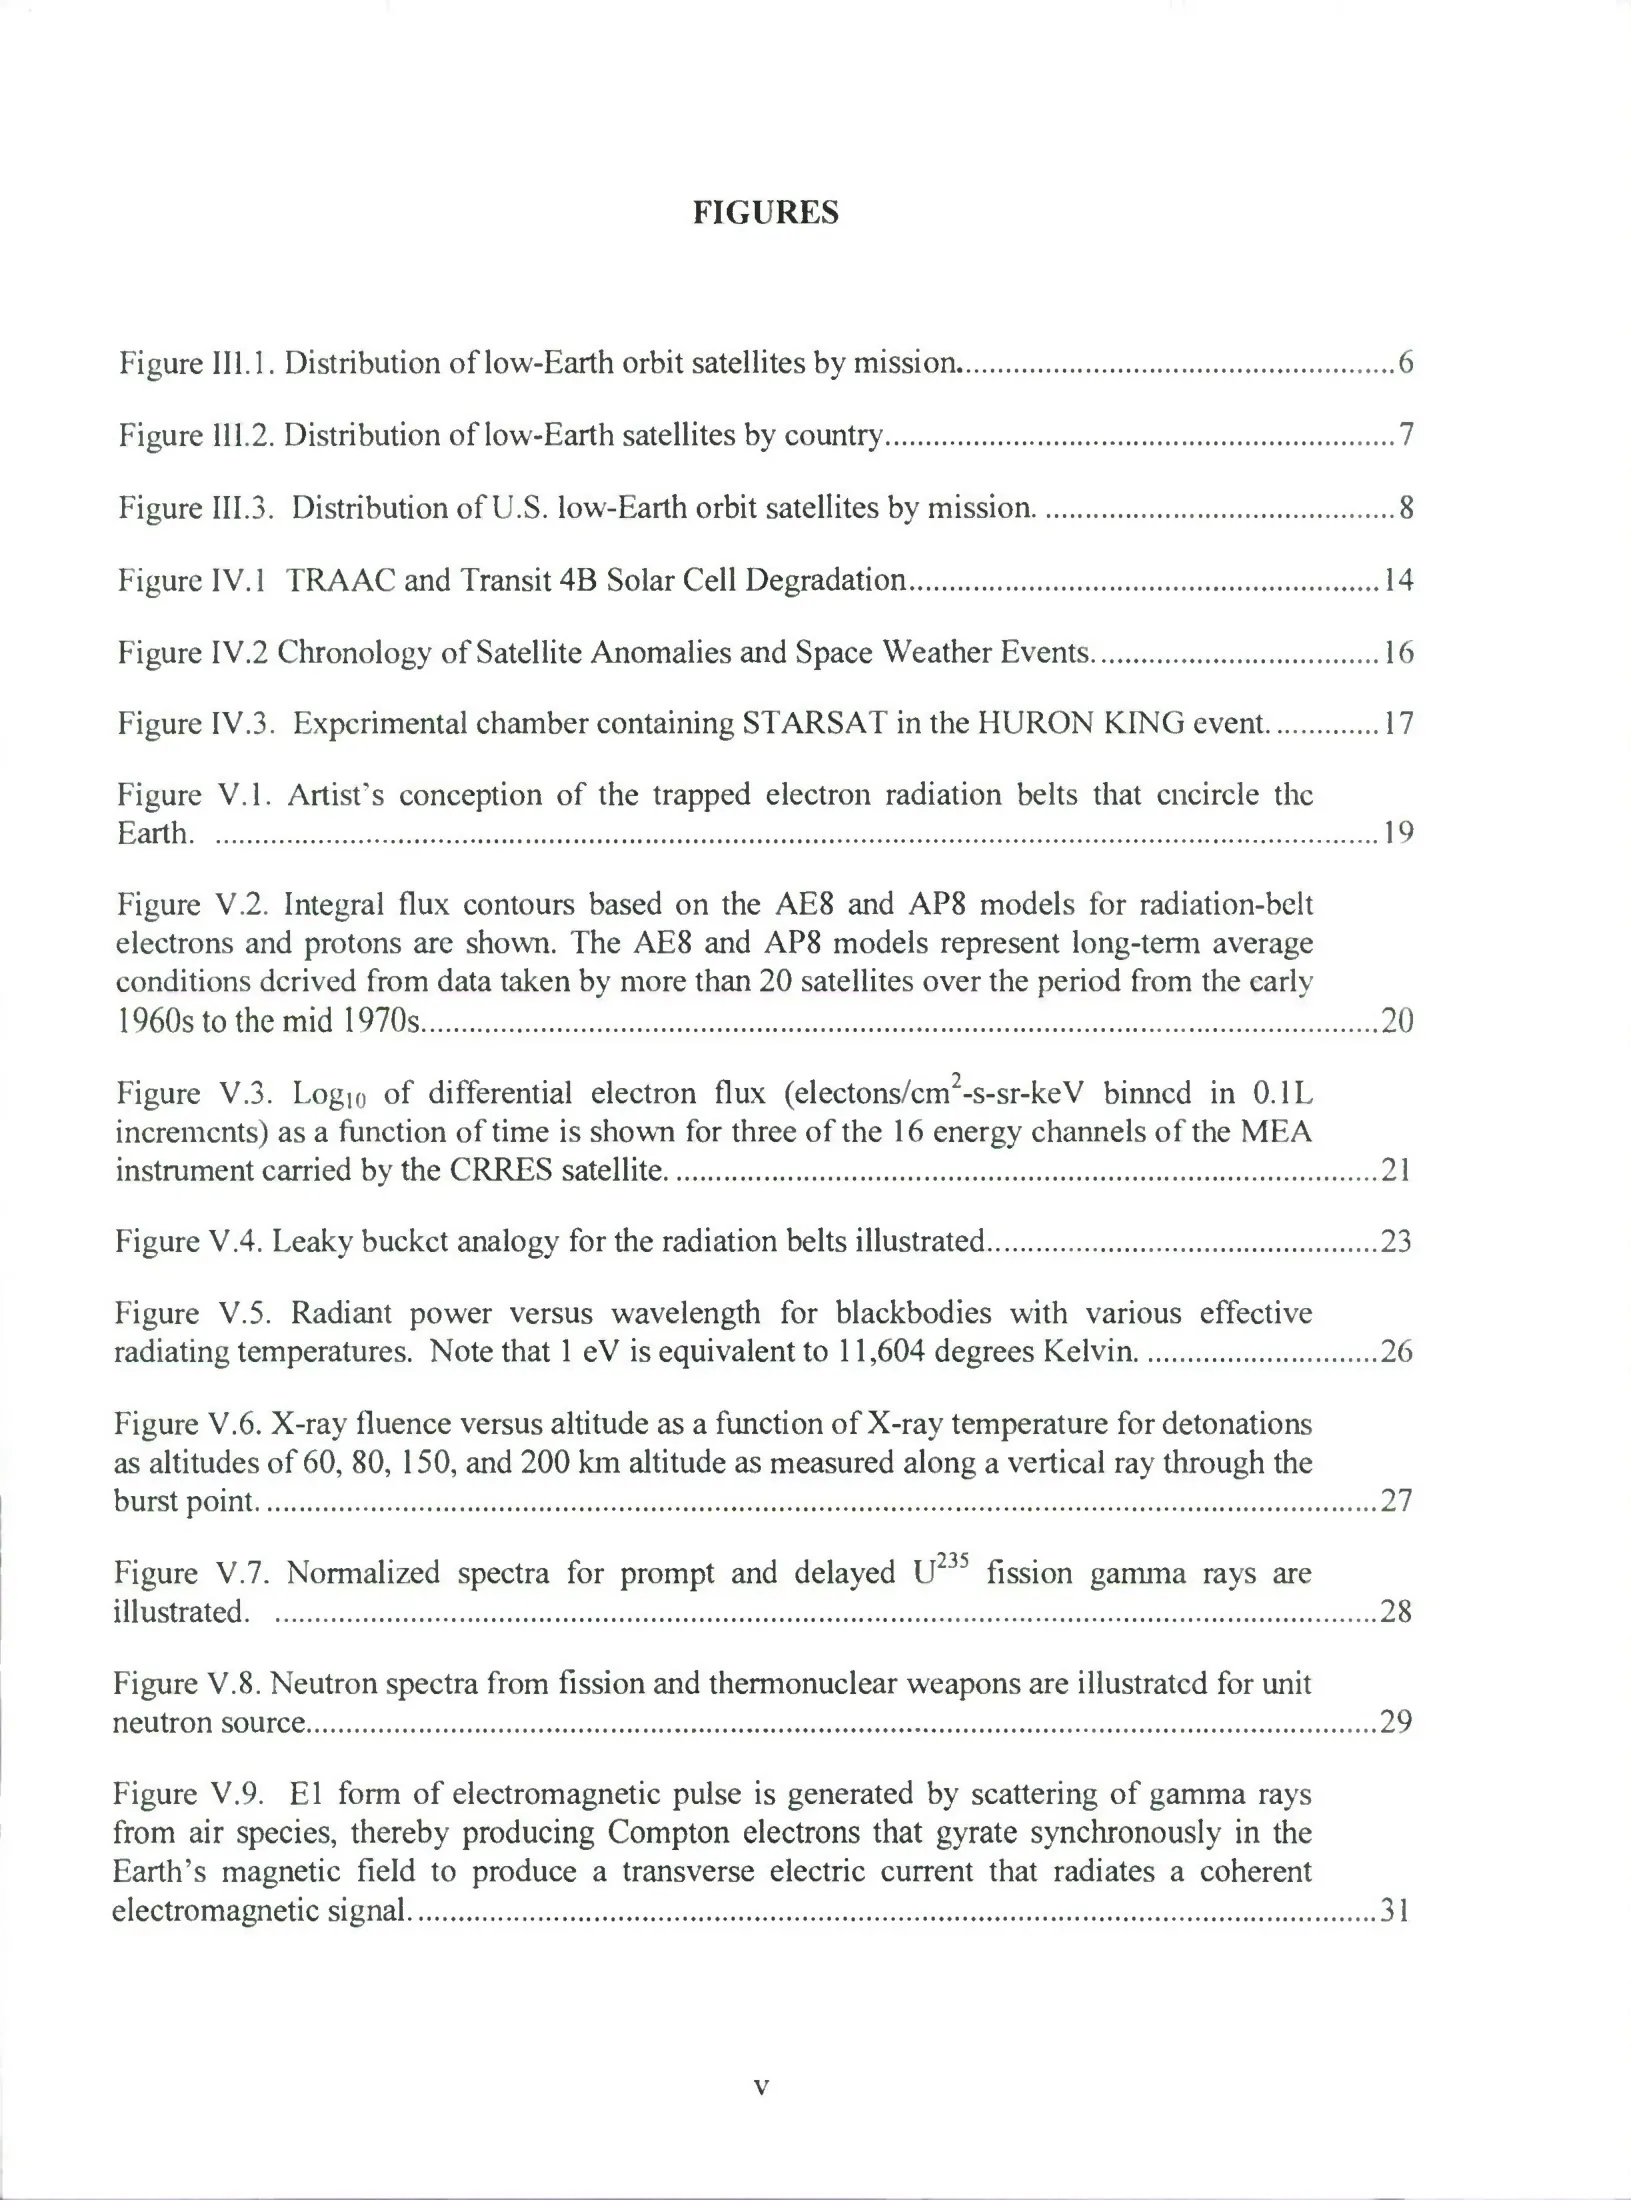 FIGURES
Figure III.1. Distribution of low-Earth orbit satellites by mission.......................................................6
Figure III.2. Distribution of low-Earth satellites by country...............................................................7
Figure III.3. Distribution of U.S. low-Earth orbit satellites by mission. ............................................8
Figure IV.1 TRAAC and Transit 4B Solar Cell Degradation...........................................................14
Figure IV.2 Chronology of Satellite Anomalies and Space Weather Events....................................16
Figure IV.3. Experimental chamber containing STARSAT in the HURON KING event. .............17
Figure V.1. Artist's conception of the trapped electron radiation belts that encircle the
Earth. ..................................................................................................................................................19
Figure V.2. Integral flux contours based on the AE8 and AP8 models for radiation-belt
electrons and protons are shown. The AE8 and AP8 models represent long-term average
conditions derived from data taken by more than 20 satellites over the period from the early
1960s to the mid 1970s........................................................................................................................20
Figure V.3. Log₁₀ of differential electron flux (electons/cm²-s-sr-keV binned in 0.1L
increments) as a function of time is shown for three of the 16 energy channels of the MEA
instrument carried by the CRRES satellite. .........................................................................................21
Figure V.4. Leaky bucket analogy for the radiation belts illustrated.................................................23
Figure V.5. Radiant power versus wavelength for blackbodies with various effective
radiating temperatures. Note that 1 eV is equivalent to 11,604 degrees Kelvin. .............................26
Figure V.6. X-ray fluence versus altitude as a function of X-ray temperature for detonations
as altitudes of 60, 80, 150, and 200 km altitude as measured along a vertical ray through the
burst point. ............................................................................................................................................27
Figure V.7. Normalized spectra for prompt and delayed U²³⁵ fission gamma rays are
illustrated. ............................................................................................................................................28
Figure V.8. Neutron spectra from fission and thermonuclear weapons are illustrated for unit
neutron source......................................................................................................................................29
Figure V.9. E1 form of electromagnetic pulse is generated by scattering of gamma rays
from air species, thereby producing Compton electrons that gyrate synchronously in the
Earth's magnetic field to produce a transverse electric current that radiates a coherent
electromagnetic signal. .........................................................................................................................31
v